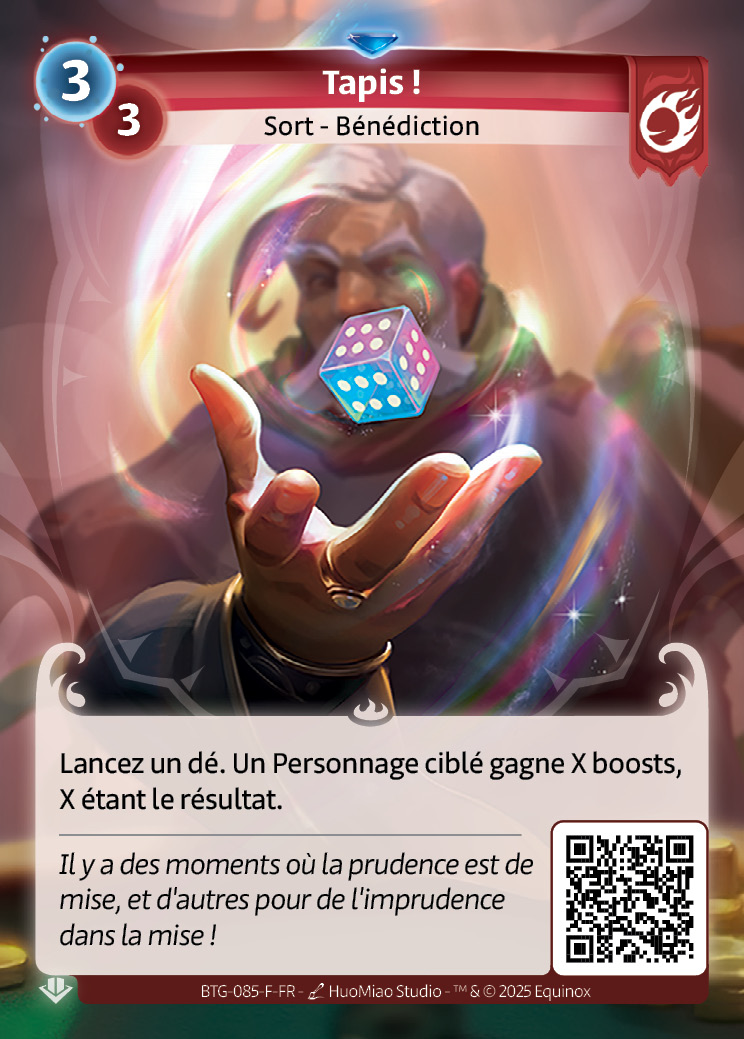 3
Tapis !
3
Sort - Bénédiction
Lancez un dé. Un Personnage ciblé gagne X boosts,
X étant le résultat.
Il y a des moments où la prudence est de
mise, et d'autres pour de l'imprudence
dans la mise !
BTG-085-F-FR - HuoMiao Studio - ™ & © 2025 Equinox